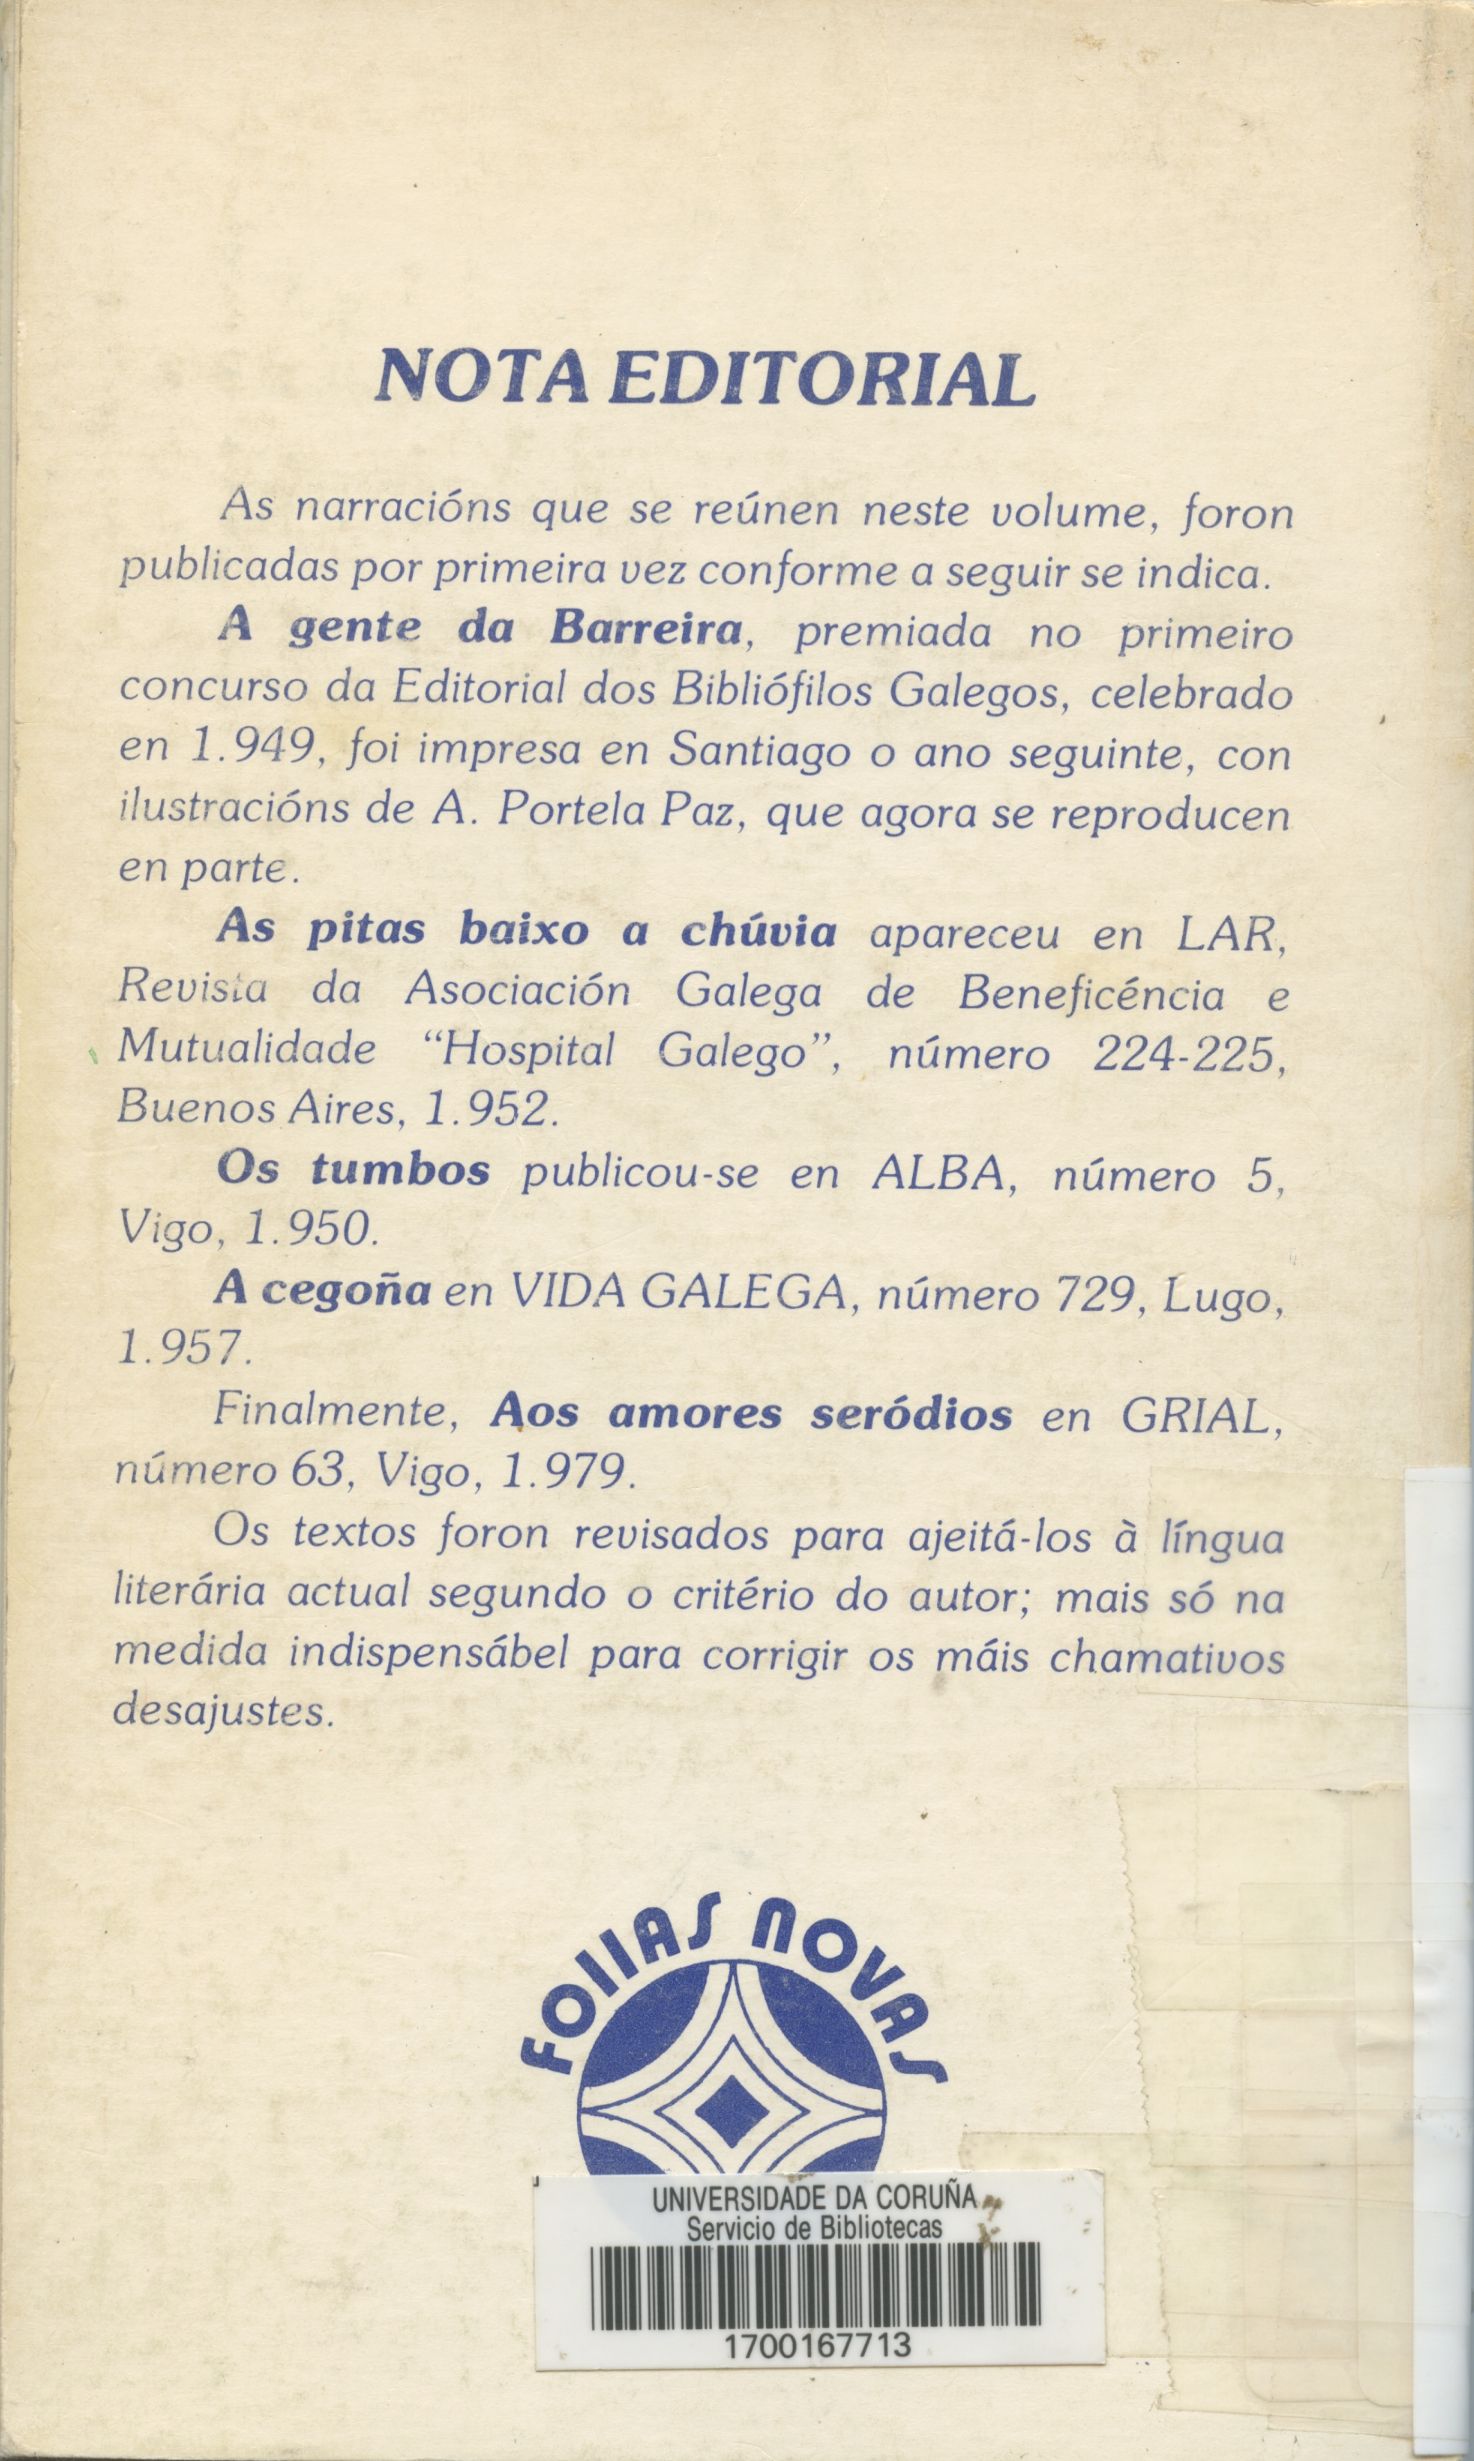 NOTA EDITORIAL
As narracións que se reúnen neste volume, foron
publicadas por primeira vez conforme a seguir se indica.
A gente da Barreira, premiada no primeiro
concurso da Editorial dos Bibliófilos Galegos, celebrado
en 1.949, foi impresa en Santiago o ano seguinte, con
ilustracións de A. Portela Paz, que agora se reproducen
en parte.
As pitas baixo a chúvia apareceu en LAR,
Revista da Asociación Galega de Beneficéncia e
Mutualidade “Hospital Galego”, número 224-225,
Buenos Aires, 1.952.
Os tumbos publicou-se en ALBA, número 5,
Vigo, 1.950.
A cegoña en VIDA GALEGA, número 729, Lugo,
1.957.
Finalmente, Aos amores seródios en GRIAL,
número 63, Vigo, 1.979.
Os textos foron revisados para ajeitá-los à língua
literária actual segundo o critério do autor; mais só na
medida indispensábel para corrigir os máis chamativos
desajustes.
FOLLAS NOVAS
UNIVERSIDADE DA CORUÑA
Servicio de Bibliotecas
1700167713